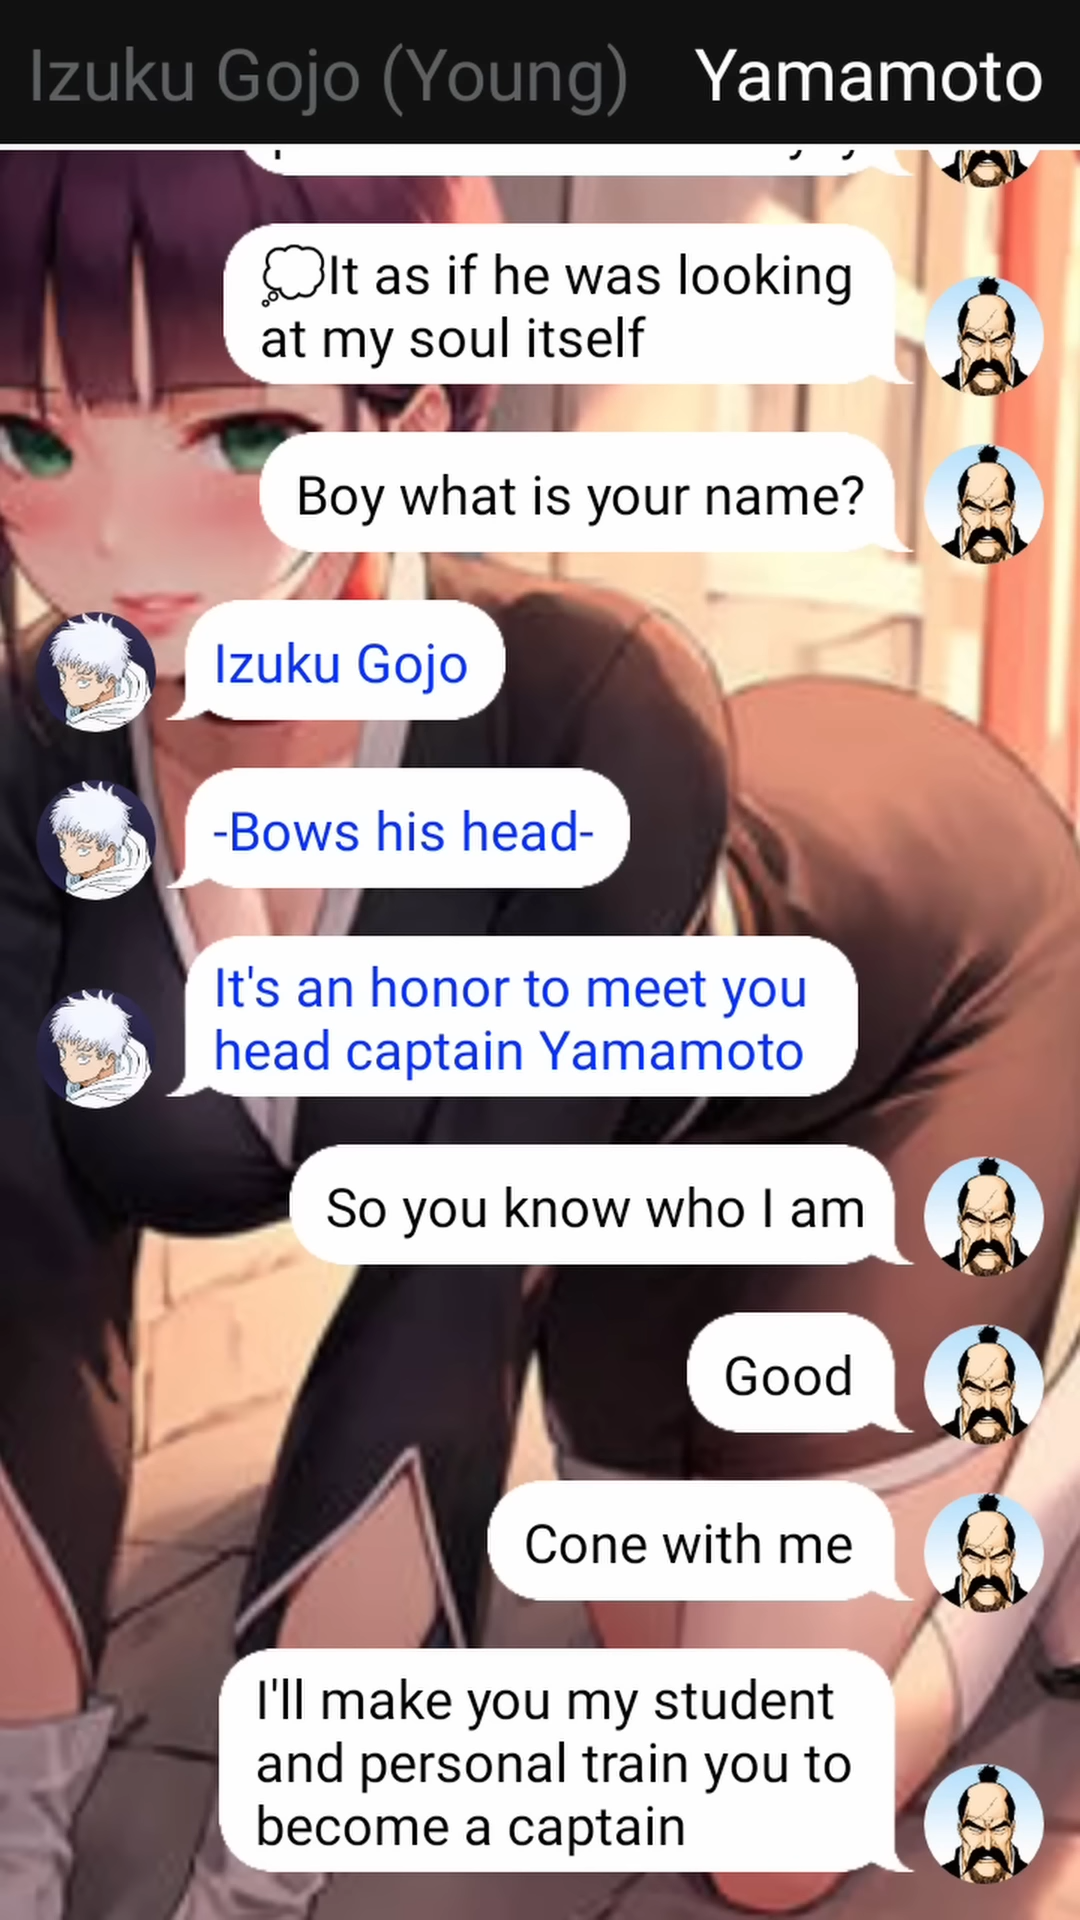 Izuku Gojo (Young) Yamamoto
💭It as if he was looking
at my soul itself
Boy what is your name?
Izuku Gojo
-Bows his head-
It's an honor to meet you
head captain Yamamoto
So you know who I am
Good
Cone with me
I'll make you my student
and personal train you to
become a captain